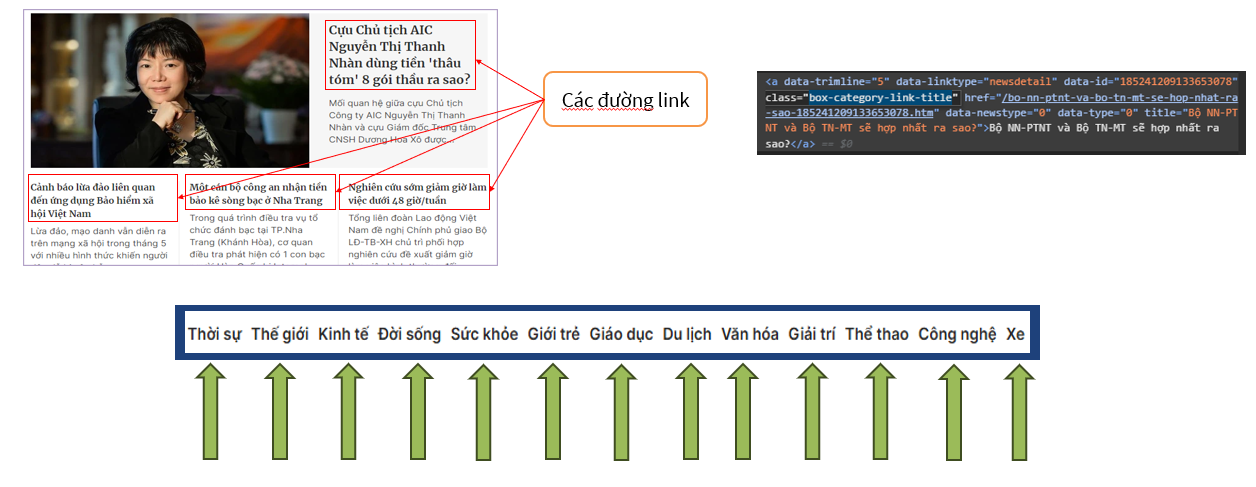 Cựu Chủ tịch AIC
Nguyễn Thị Thanh
Nhàn dùng tiền 'thâu
tóm' 8 gói thầu ra sao?
Mối quan hệ giữa cựu Chủ tịch
Công ty AIC Nguyễn Thị Thanh
Nhàn và cựu Giám đốc Trung tâm
CNSH Dương Hoa Xô được...
Các đường link
<a data-trimline="5" data-linktype="newsdetail" data-id="185241209133653078"
class="box-category-link-title" href="/bo-nn-ptnt-va-bo-tn-mt-se-hop-nhat-ra
-sao-185241209133653078.htm" data-newstype="0" data-type="0" title="Bộ NN-PT
NT và Bộ TN-MT sẽ hợp nhất ra sao?">Bộ NN-PTNT và Bộ TN-MT sẽ hợp nhất ra
sao?</a> == $0
Cảnh báo lừa đảo liên quan
đến ứng dụng Bảo hiểm xã
hội Việt Nam
Lừa đảo, mạo danh vẫn diễn ra
trên mạng xã hội trong tháng 5
với nhiều hình thức khiến người
Một cán bộ công an nhận tiền
bảo kê sòng bạc ở Nha Trang
Trong quá trình điều tra vụ tổ
chức đánh bạc tại TP.Nha
Trang (Khánh Hòa), cơ quan
điều tra phát hiện có 1 con bạc
Nghiên cứu sớm giảm giờ làm
việc dưới 48 giờ/tuần
Tổng liên đoàn Lao động Việt
Nam đề nghị Chính phủ giao Bộ
LĐ-TB-XH chủ trì phối hợp
nghiên cứu đề xuất giảm giờ
Thời sự Thế giới Kinh tế Đời sống Sức khỏe Giới trẻ Giáo dục Du lịch Văn hóa Giải trí Thể thao Công nghệ Xe